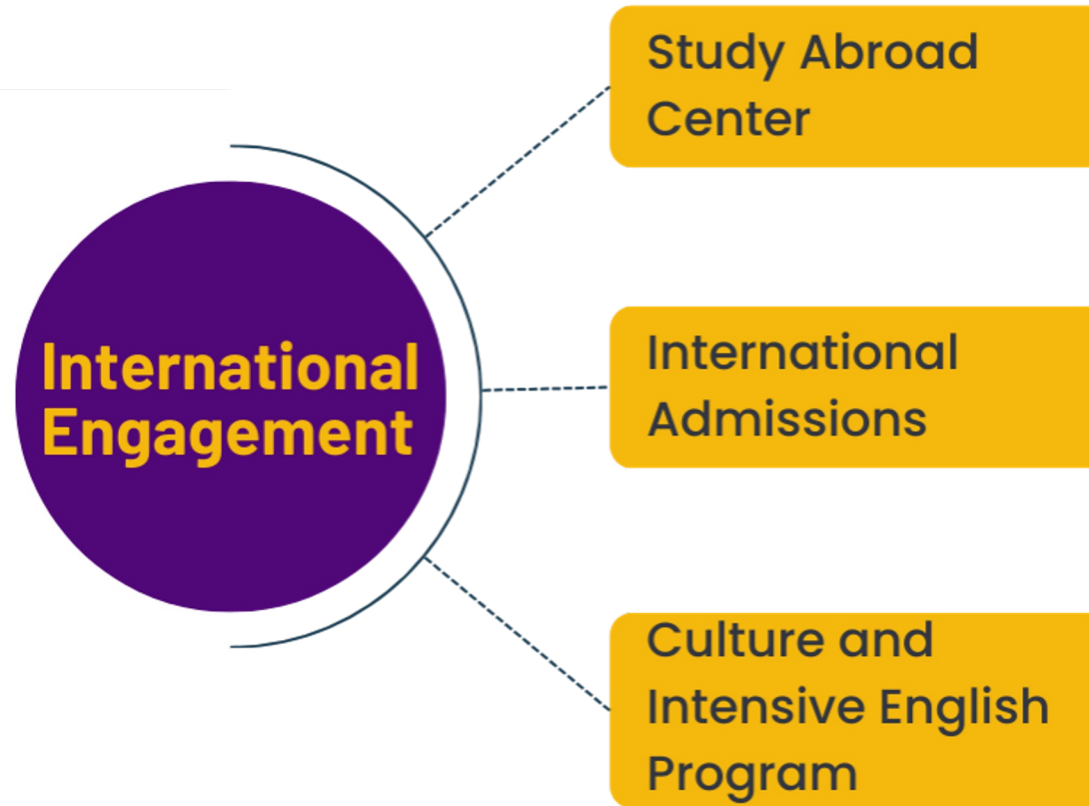 International
Engagement
Study Abroad
Center
International
Admissions
Culture and
Intensive English
Program